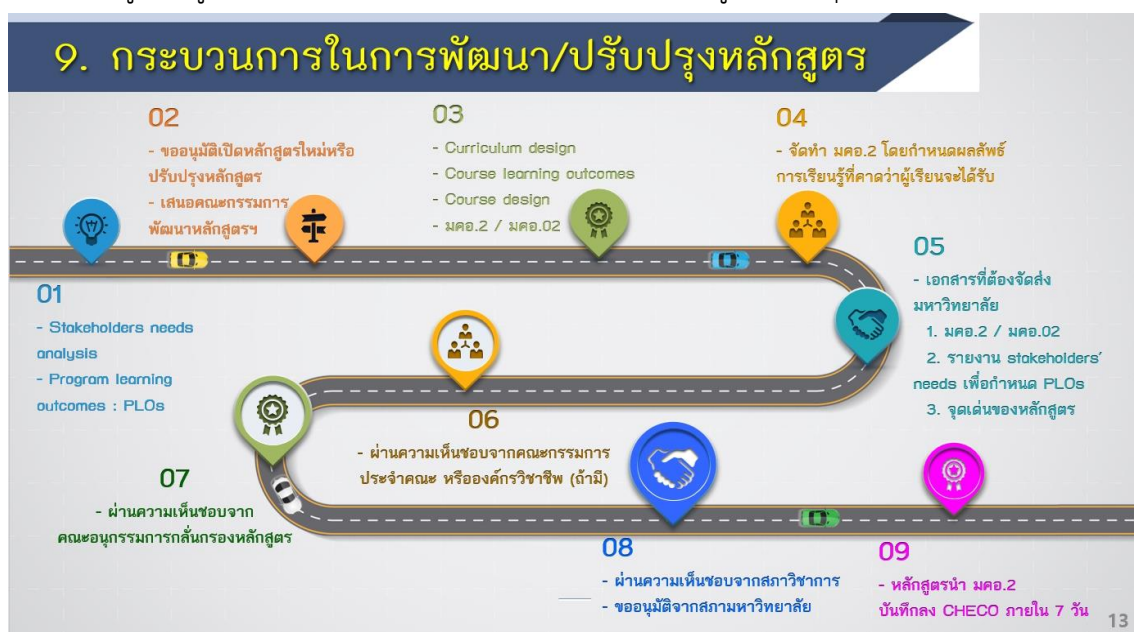 9. กระบวนการในการพัฒนา/ปรับปรุงหลักสูตร
01
- Stakeholders needs
analysis
- Program learning
outcomes : PLOs
02
- ขออนุมัติเปิดหลักสูตรใหม่หรือ
ปรับปรุงหลักสูตร
- เสนอคณะกรรมการ
พัฒนาหลักสูตรฯ
03
- Curriculum design
- Course learning outcomes
- Course design
- มคอ.2 / มคอ.02
04
- จัดทำ มคอ.2 โดยกำหนดผลลัพธ์
การเรียนรู้ที่คาดว่าผู้เรียนจะได้รับ
05
- เอกสารที่ต้องจัดส่ง
มหาวิทยาลัย
1. มคอ.2 / มคอ.02
2. รายงาน stakeholders'
needs เพื่อกำหนด PLOs
3. จุดเด่นของหลักสูตร
06
- ผ่านความเห็นชอบจากคณะกรรมการ
ประจำคณะ หรือองค์กรวิชาชีพ (ถ้ามี)
07
- ผ่านความเห็นชอบจาก
คณะอนุกรรมการกลั่นกรองหลักสูตร
08
- ผ่านความเห็นชอบจากสภาวิชาการ
- ขออนุมัติจากสภามหาวิทยาลัย
09
- หลักสูตรนำ มคอ.2
บันทึกลง CHECO ภายใน 7 วัน
13